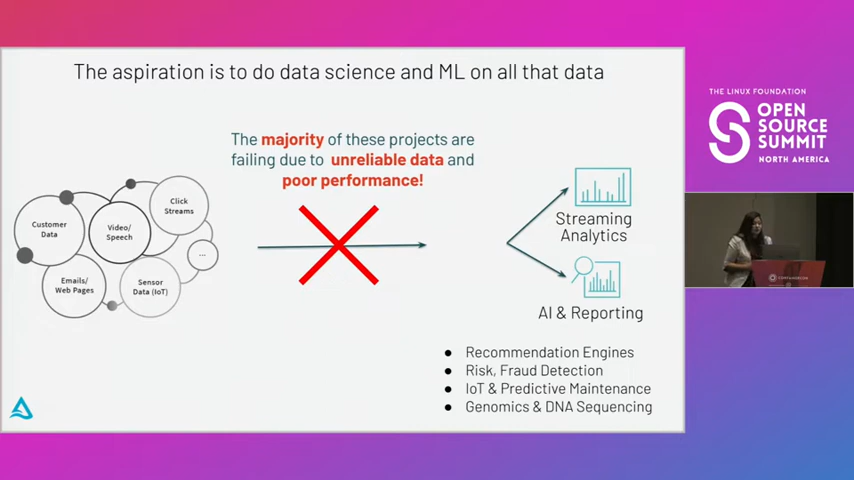 The aspiration is to do data science and ML on all that data
The majority of these projects are
failing due to unreliable data and
poor performance!
Customer
Data
Video/
Speech
Click
Streams
...
Emails/
Web Pages
Sensor
Data (IoT)
Streaming
Analytics
AI & Reporting
● Recommendation Engines
● Risk, Fraud Detection
● IoT & Predictive Maintenance
● Genomics & DNA Sequencing
THE LINUX FOUNDATION
OPEN
SOURCE
SUMMIT
NORTH AMERICA